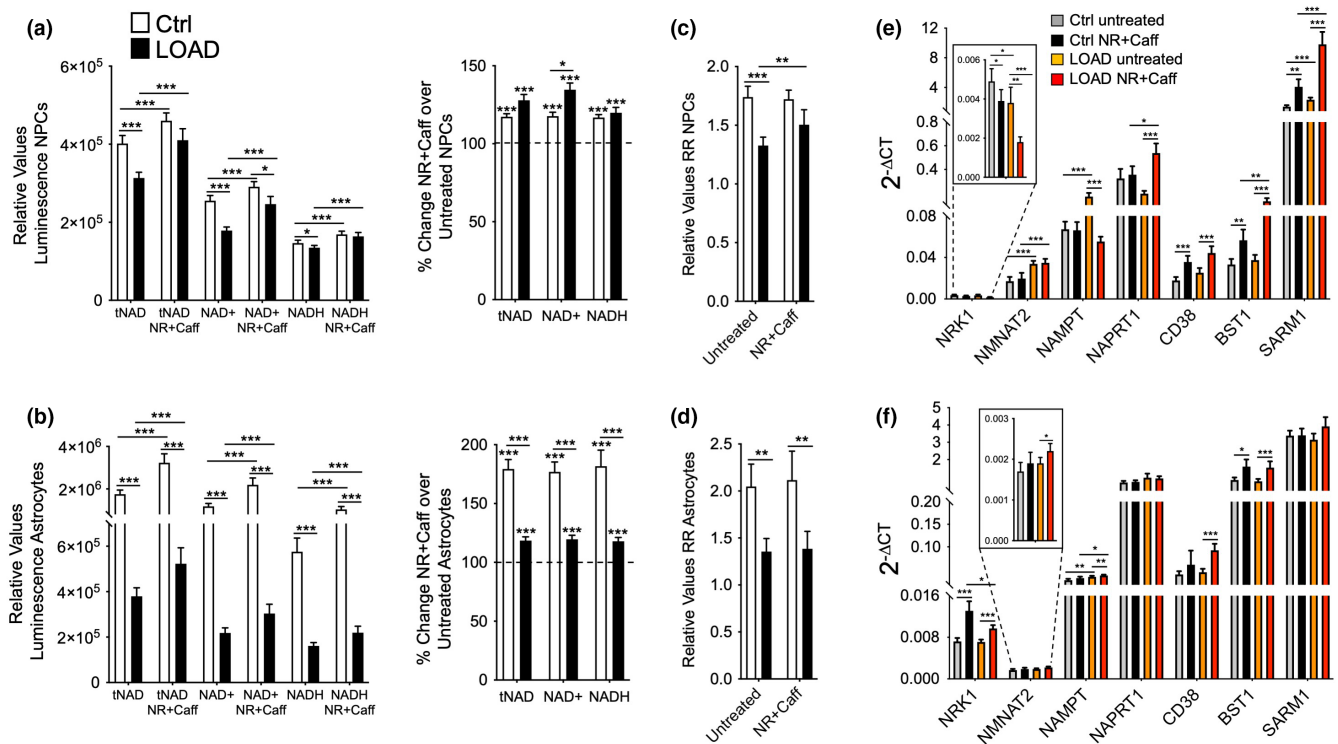 (a)
Ctrl
LOAD
Relative Values
Luminescence NPCs
6×10⁵
4×10⁵
2×10⁵
0
***
***
***
***
***
***
*
***
*
***
***
tNAD
tNAD
NR+Caff
NAD+
NAD+
NR+Caff
NADH
NADH
NR+Caff
% Change NR+Caff over
Untreated NPCs
150
100
50
0
***
***
*
***
***
***
***
tNAD
NAD+
NADH
(c)
Relative Values RR NPCs
2.0
1.5
1.0
0.5
0.0
***
**
Untreated
NR+Caff
(e)
Ctrl untreated
Ctrl NR+Caff
LOAD untreated
LOAD NR+Caff
2-ΔCT
12
8
4
0.8
0.4
0.08
0.04
0.00
0.006
0.004
0.002
0.000
*
*
***
**
***
***
***
***
*
***
***
***
**
**
***
***
**
***
***
NRK1
NMNAT2
NAMPT
NAPRT1
CD38
BST1
SARM1
(b)
Relative Values
Luminescence Astrocytes
4×10⁶
2×10⁶
6×10⁵
4×10⁵
2×10⁵
0
***
***
***
***
***
***
***
***
***
***
***
***
tNAD
tNAD
NR+Caff
NAD+
NAD+
NR+Caff
NADH
NADH
NR+Caff
% Change NR+Caff over
Untreated Astrocytes
200
150
100
50
0
***
***
***
***
***
***
***
***
***
tNAD
NAD+
NADH
(d)
Relative Values RR Astrocytes
2.5
2.0
1.5
1.0
0.5
0.0
**
**
Untreated
NR+Caff
(f)
2-ΔCT
5
4
3
2
0.20
0.15
0.10
0.016
0.008
0.000
0.003
0.002
0.001
0.000
*
*
***
***
*
**
**
***
*
***
NRK1
NMNAT2
NAMPT
NAPRT1
CD38
BST1
SARM1